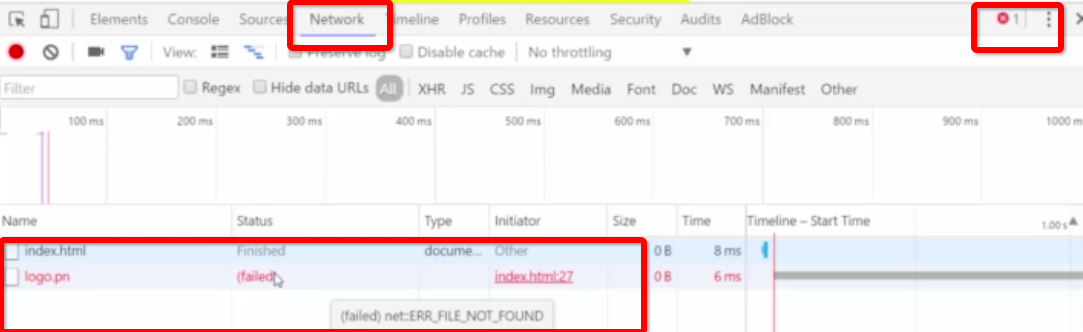 Elements Console Sources Network Timeline Profiles Resources Security Audits AdBlock 1
View: Preserve log Disable cache No throttling
Filter Regex Hide data URLs All XHR JS CSS Img Media Font Doc WS Manifest Other
100 ms 200 ms 300 ms 400 ms 500 ms 600 ms 700 ms 800 ms 900 ms 1000 m
Name Status Type Initiator Size Time Timeline – Start Time 1.00 s
index.html Finished docume... Other 0 B 8 ms
logo.pn (failed) index.html:27 0 B 6 ms
(failed) net::ERR_FILE_NOT_FOUND